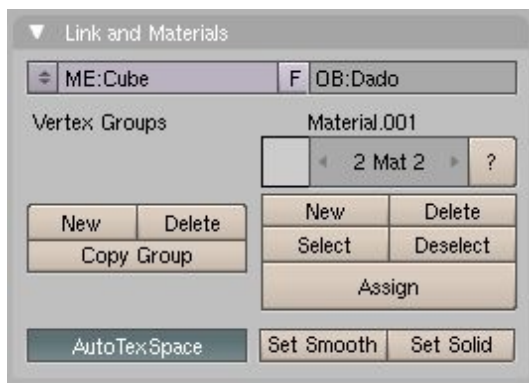 Link and Materials
ME:Cube F OB:Dado
Vertex Groups Material.001
2 Mat 2 ?
New Delete New Delete
Copy Group Select Deselect
Assign
AutoTexSpace Set Smooth Set Solid